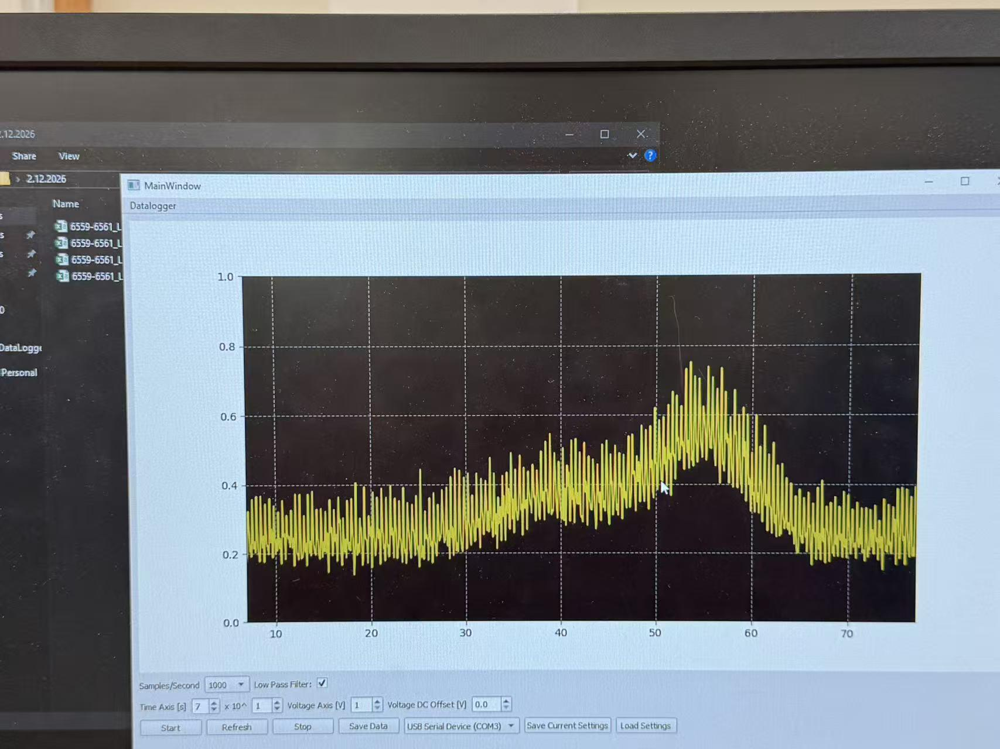 2.12.2026
Share View
2.12.2026
Name
6559-6561_L
6559-6561_L
6559-6561_L
6559-6561_L
DataLogge
Personal
MainWindow
Datalogger
1.0
0.8
0.6
0.4
0.2
0.0
10 20 30 40 50 60 70
Samples/Second 1000 Low Pass Filter:
Time Axis [s] 7 x 10^ 1 Voltage Axis [V] 1 Voltage DC Offset [V] 0.0
Start Refresh Stop Save Data USB Serial Device (COM3) Save Current Settings Load Settings